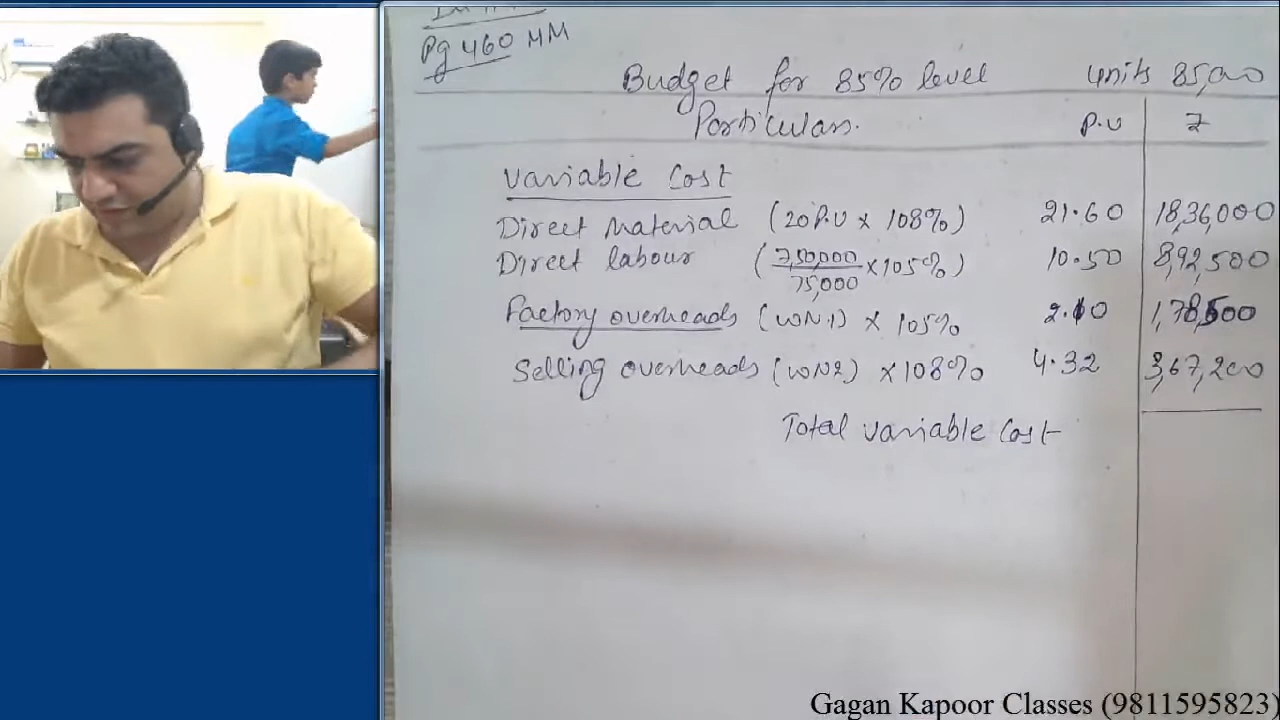 Pg 460 MM
Budget for 85% level units 85,000
Particulars. P.U ₹
Variable Cost
Direct Material (20 P.U x 108%) 21.60 18,36,000
Direct labour (7,50,000/75,000 x 105%) 10.50 8,92,500
Factory overheads (WN.1) x 105% 2.10 1,78,500
Selling overheads (WN2) x 108% 4.32 3,67,200
Total variable Cost
Gagan Kapoor Classes (9811595823)